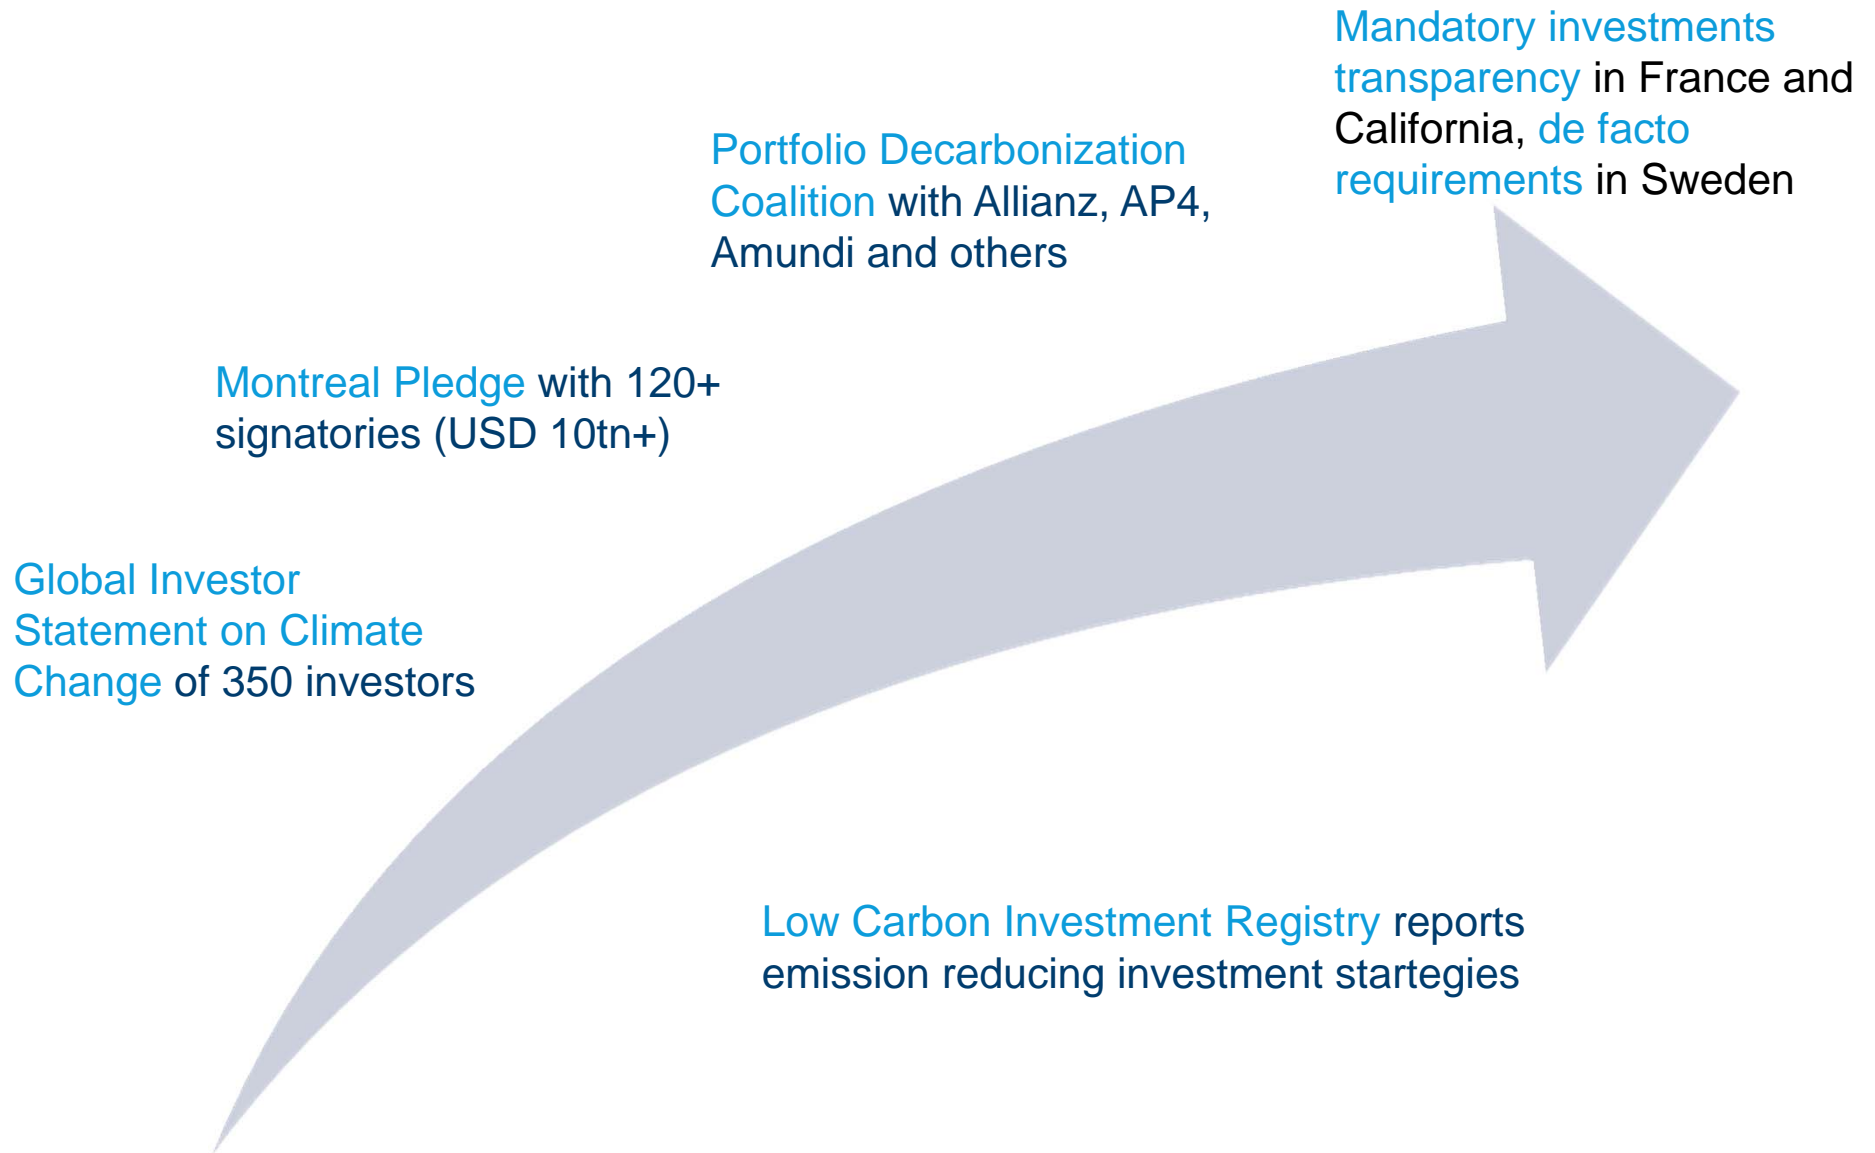 Mandatory investments
transparency in France and
California, de facto
requirements in Sweden
Portfolio Decarbonization
Coalition with Allianz, AP4,
Amundi and others
Montreal Pledge with 120+
signatories (USD 10tn+)
Global Investor
Statement on Climate
Change of 350 investors
Low Carbon Investment Registry reports
emission reducing investment startegies